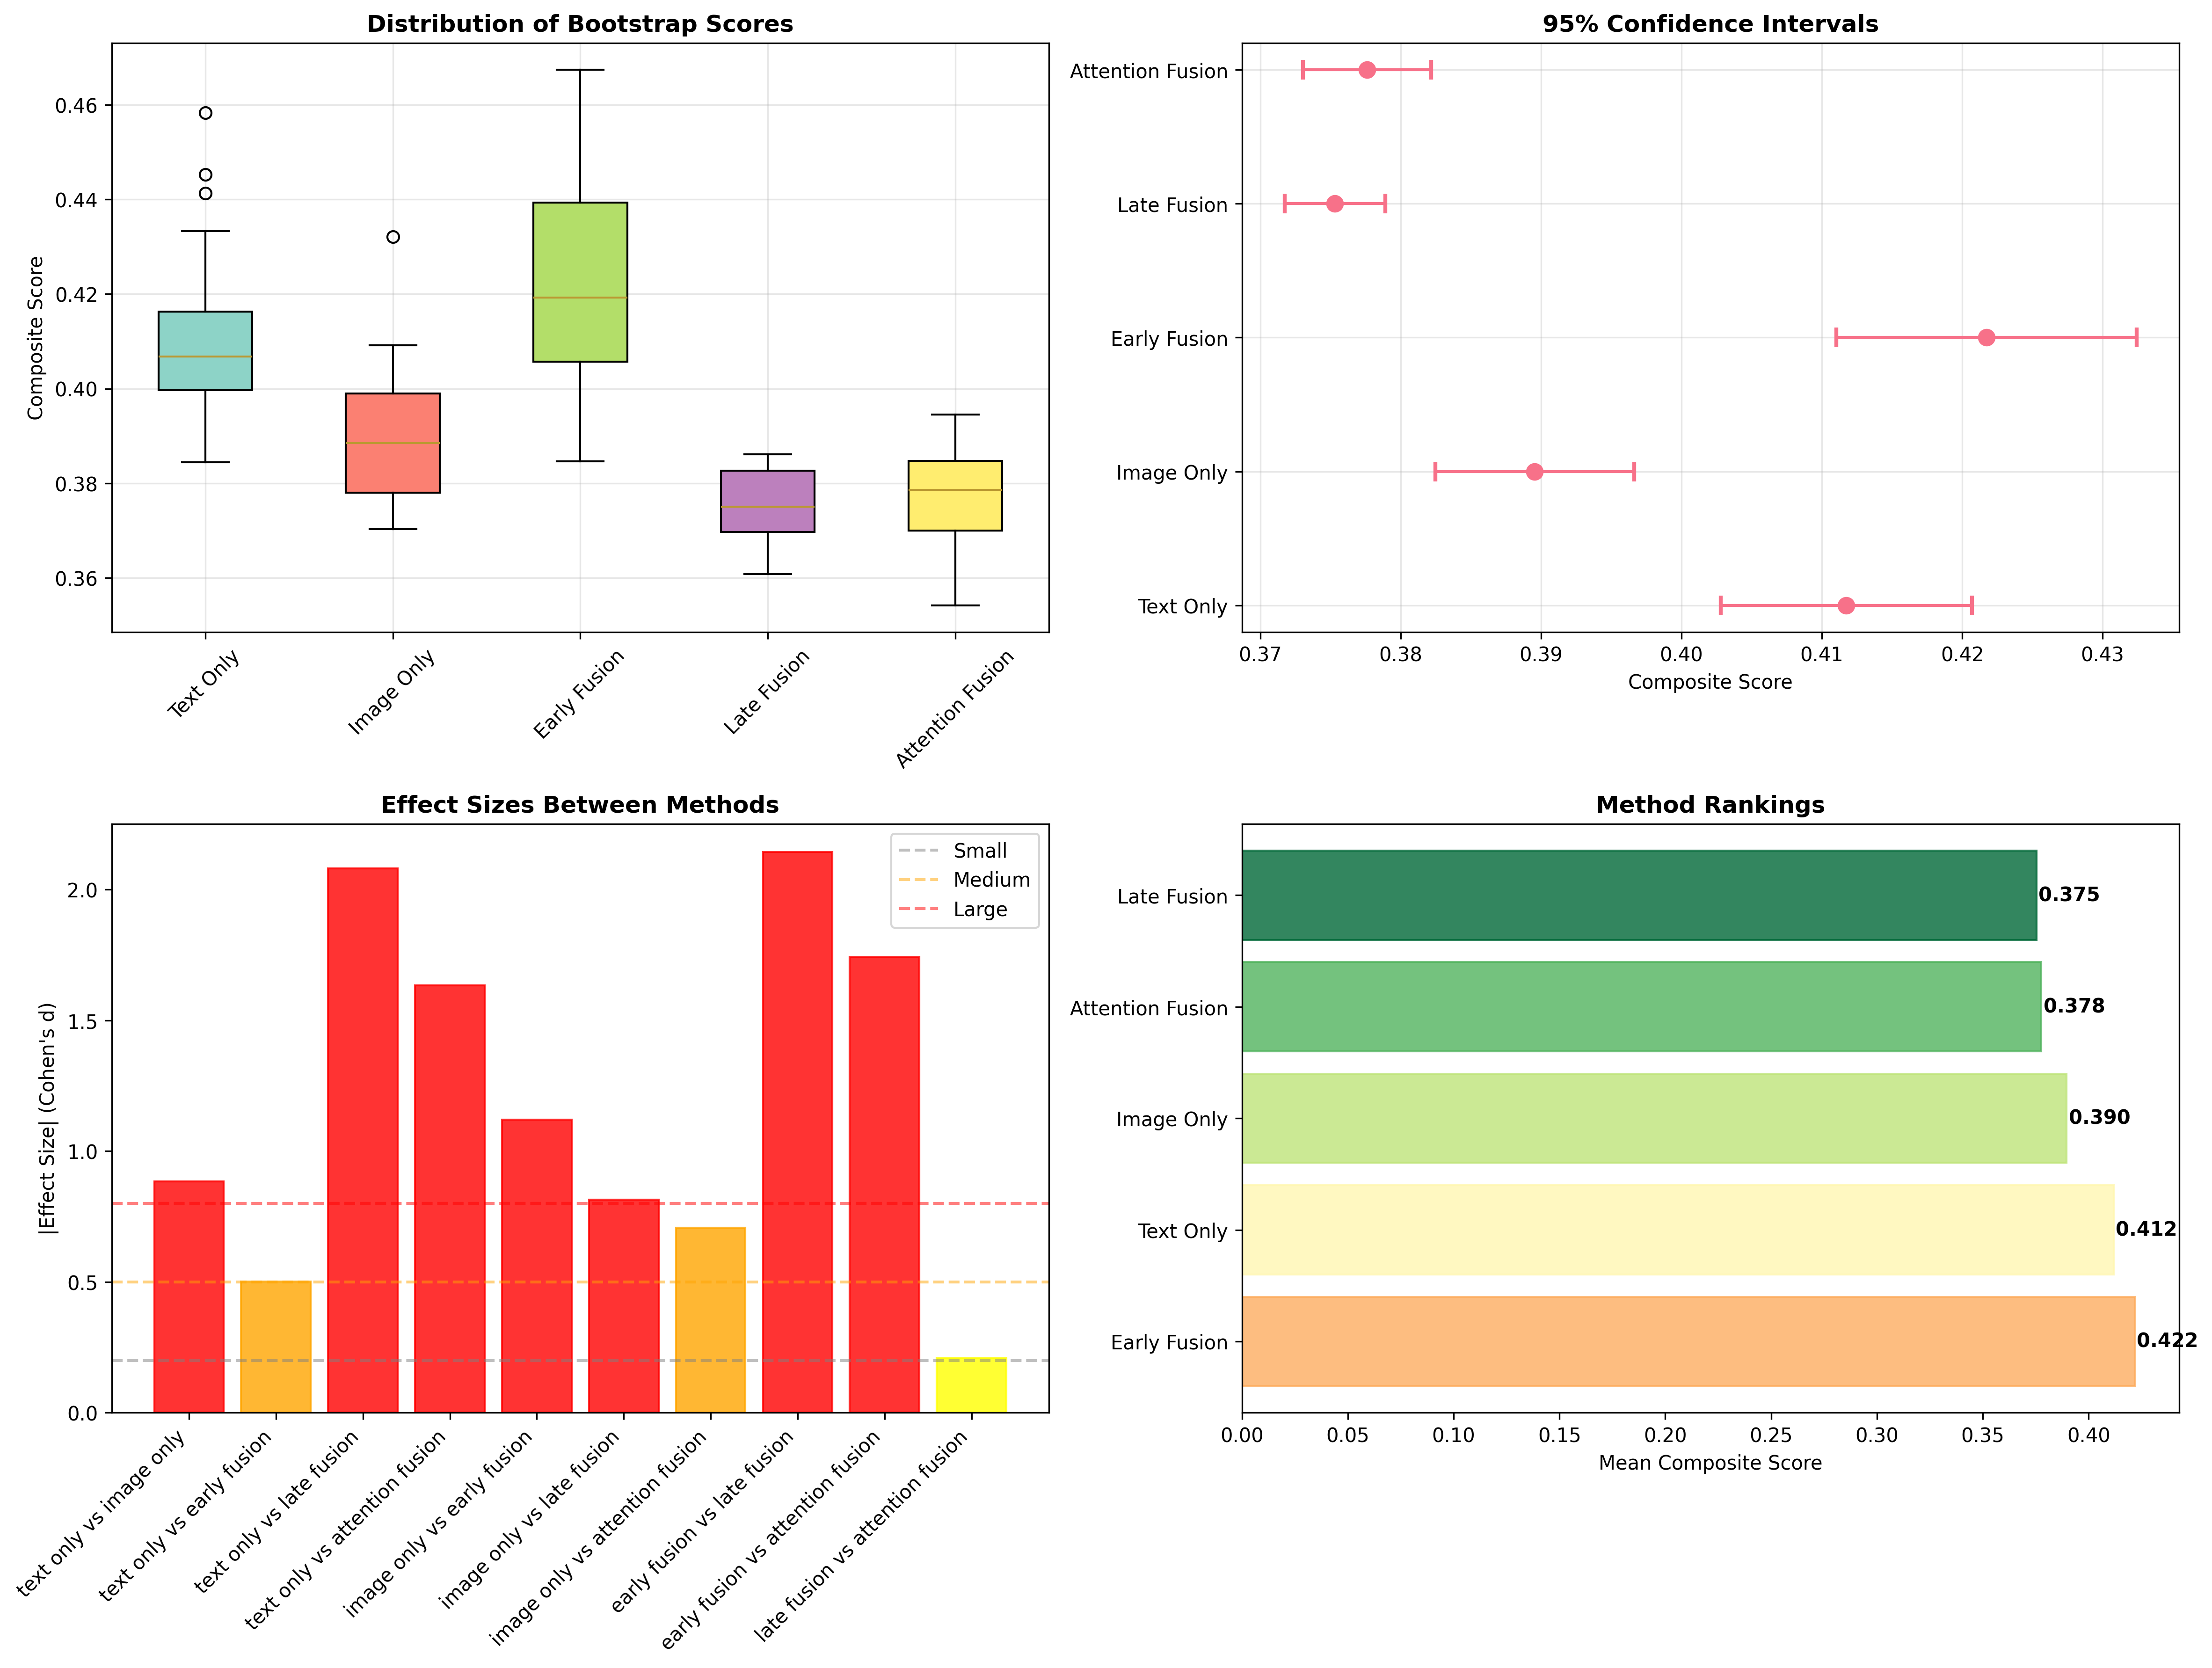 Distribution of Bootstrap Scores
Composite Score
0.46
0.44
0.42
0.40
0.38
0.36
Text Only
Image Only
Early Fusion
Late Fusion
Attention Fusion
95% Confidence Intervals
Attention Fusion
Late Fusion
Early Fusion
Image Only
Text Only
0.37 0.38 0.39 0.40 0.41 0.42 0.43
Composite Score
Effect Sizes Between Methods
|Effect Size| (Cohen's d)
2.0
1.5
1.0
0.5
0.0
Small
Medium
Large
text only vs image only
text only vs early fusion
text only vs late fusion
text only vs attention fusion
image only vs early fusion
image only vs late fusion
image only vs attention fusion
early fusion vs late fusion
early fusion vs attention fusion
late fusion vs attention fusion
Method Rankings
Late Fusion 0.375
Attention Fusion 0.378
Image Only 0.390
Text Only 0.412
Early Fusion 0.422
0.00 0.05 0.10 0.15 0.20 0.25 0.30 0.35 0.40
Mean Composite Score